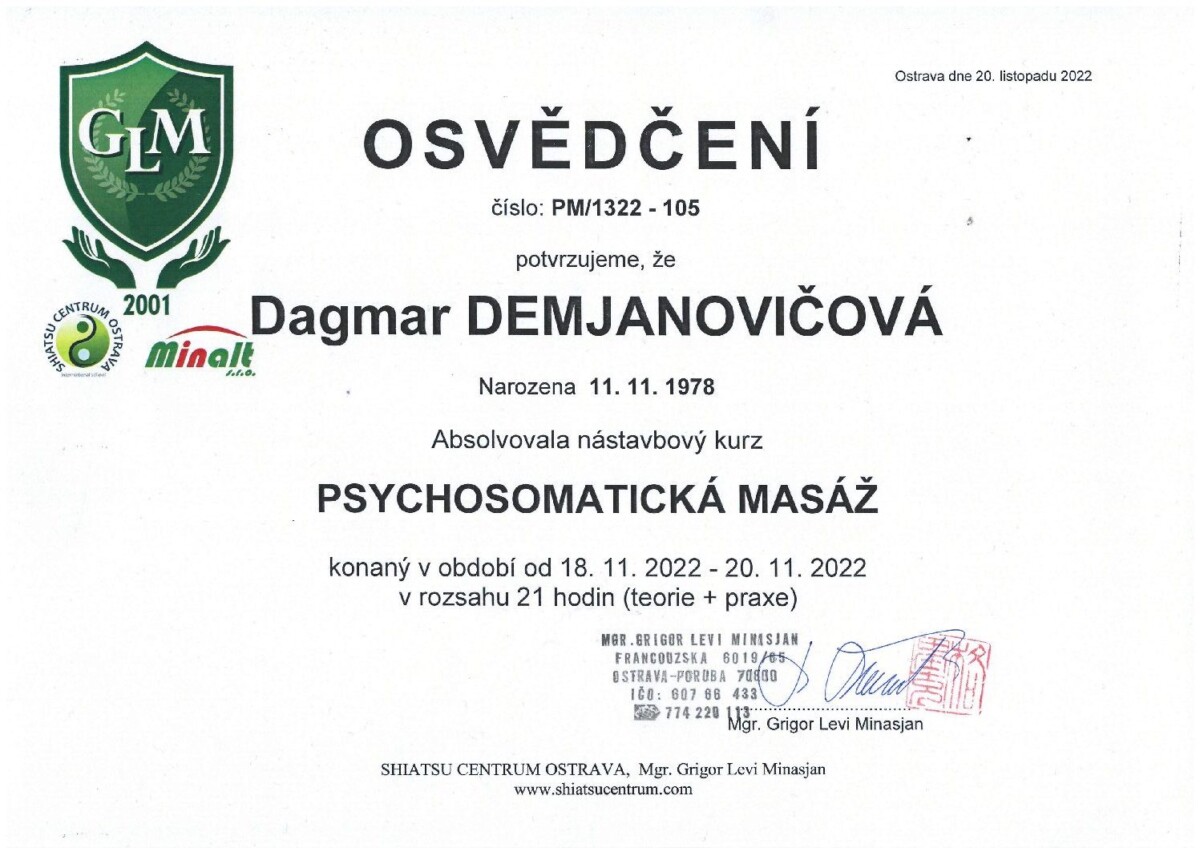 Ostrava dne 20. listopadu 2022
GLM
2001
SHIATSU CENTRUM OSTRAVA
Minalt
s.r.o.
OSVĚDČENÍ
číslo: PM/1322 - 105
potvrzujeme, že
Dagmar DEMJANOVIČOVÁ
Narozena 11. 11. 1978
Absolvovala nástavbový kurz
PSYCHOSOMATICKÁ MASÁŽ
konaný v období od 18. 11. 2022 - 20. 11. 2022
v rozsahu 21 hodin (teorie + praxe)
MGR.GRIGOR LEVI MINASJAN
FRANCOUZSKA 6019/65
OSTRAVA-PORUBA 70800
IČO: 607 66 433
774 220 113
Mgr. Grigor Levi Minasjan
SHIATSU CENTRUM OSTRAVA, Mgr. Grigor Levi Minasjan
www.shiatsucentrum.com